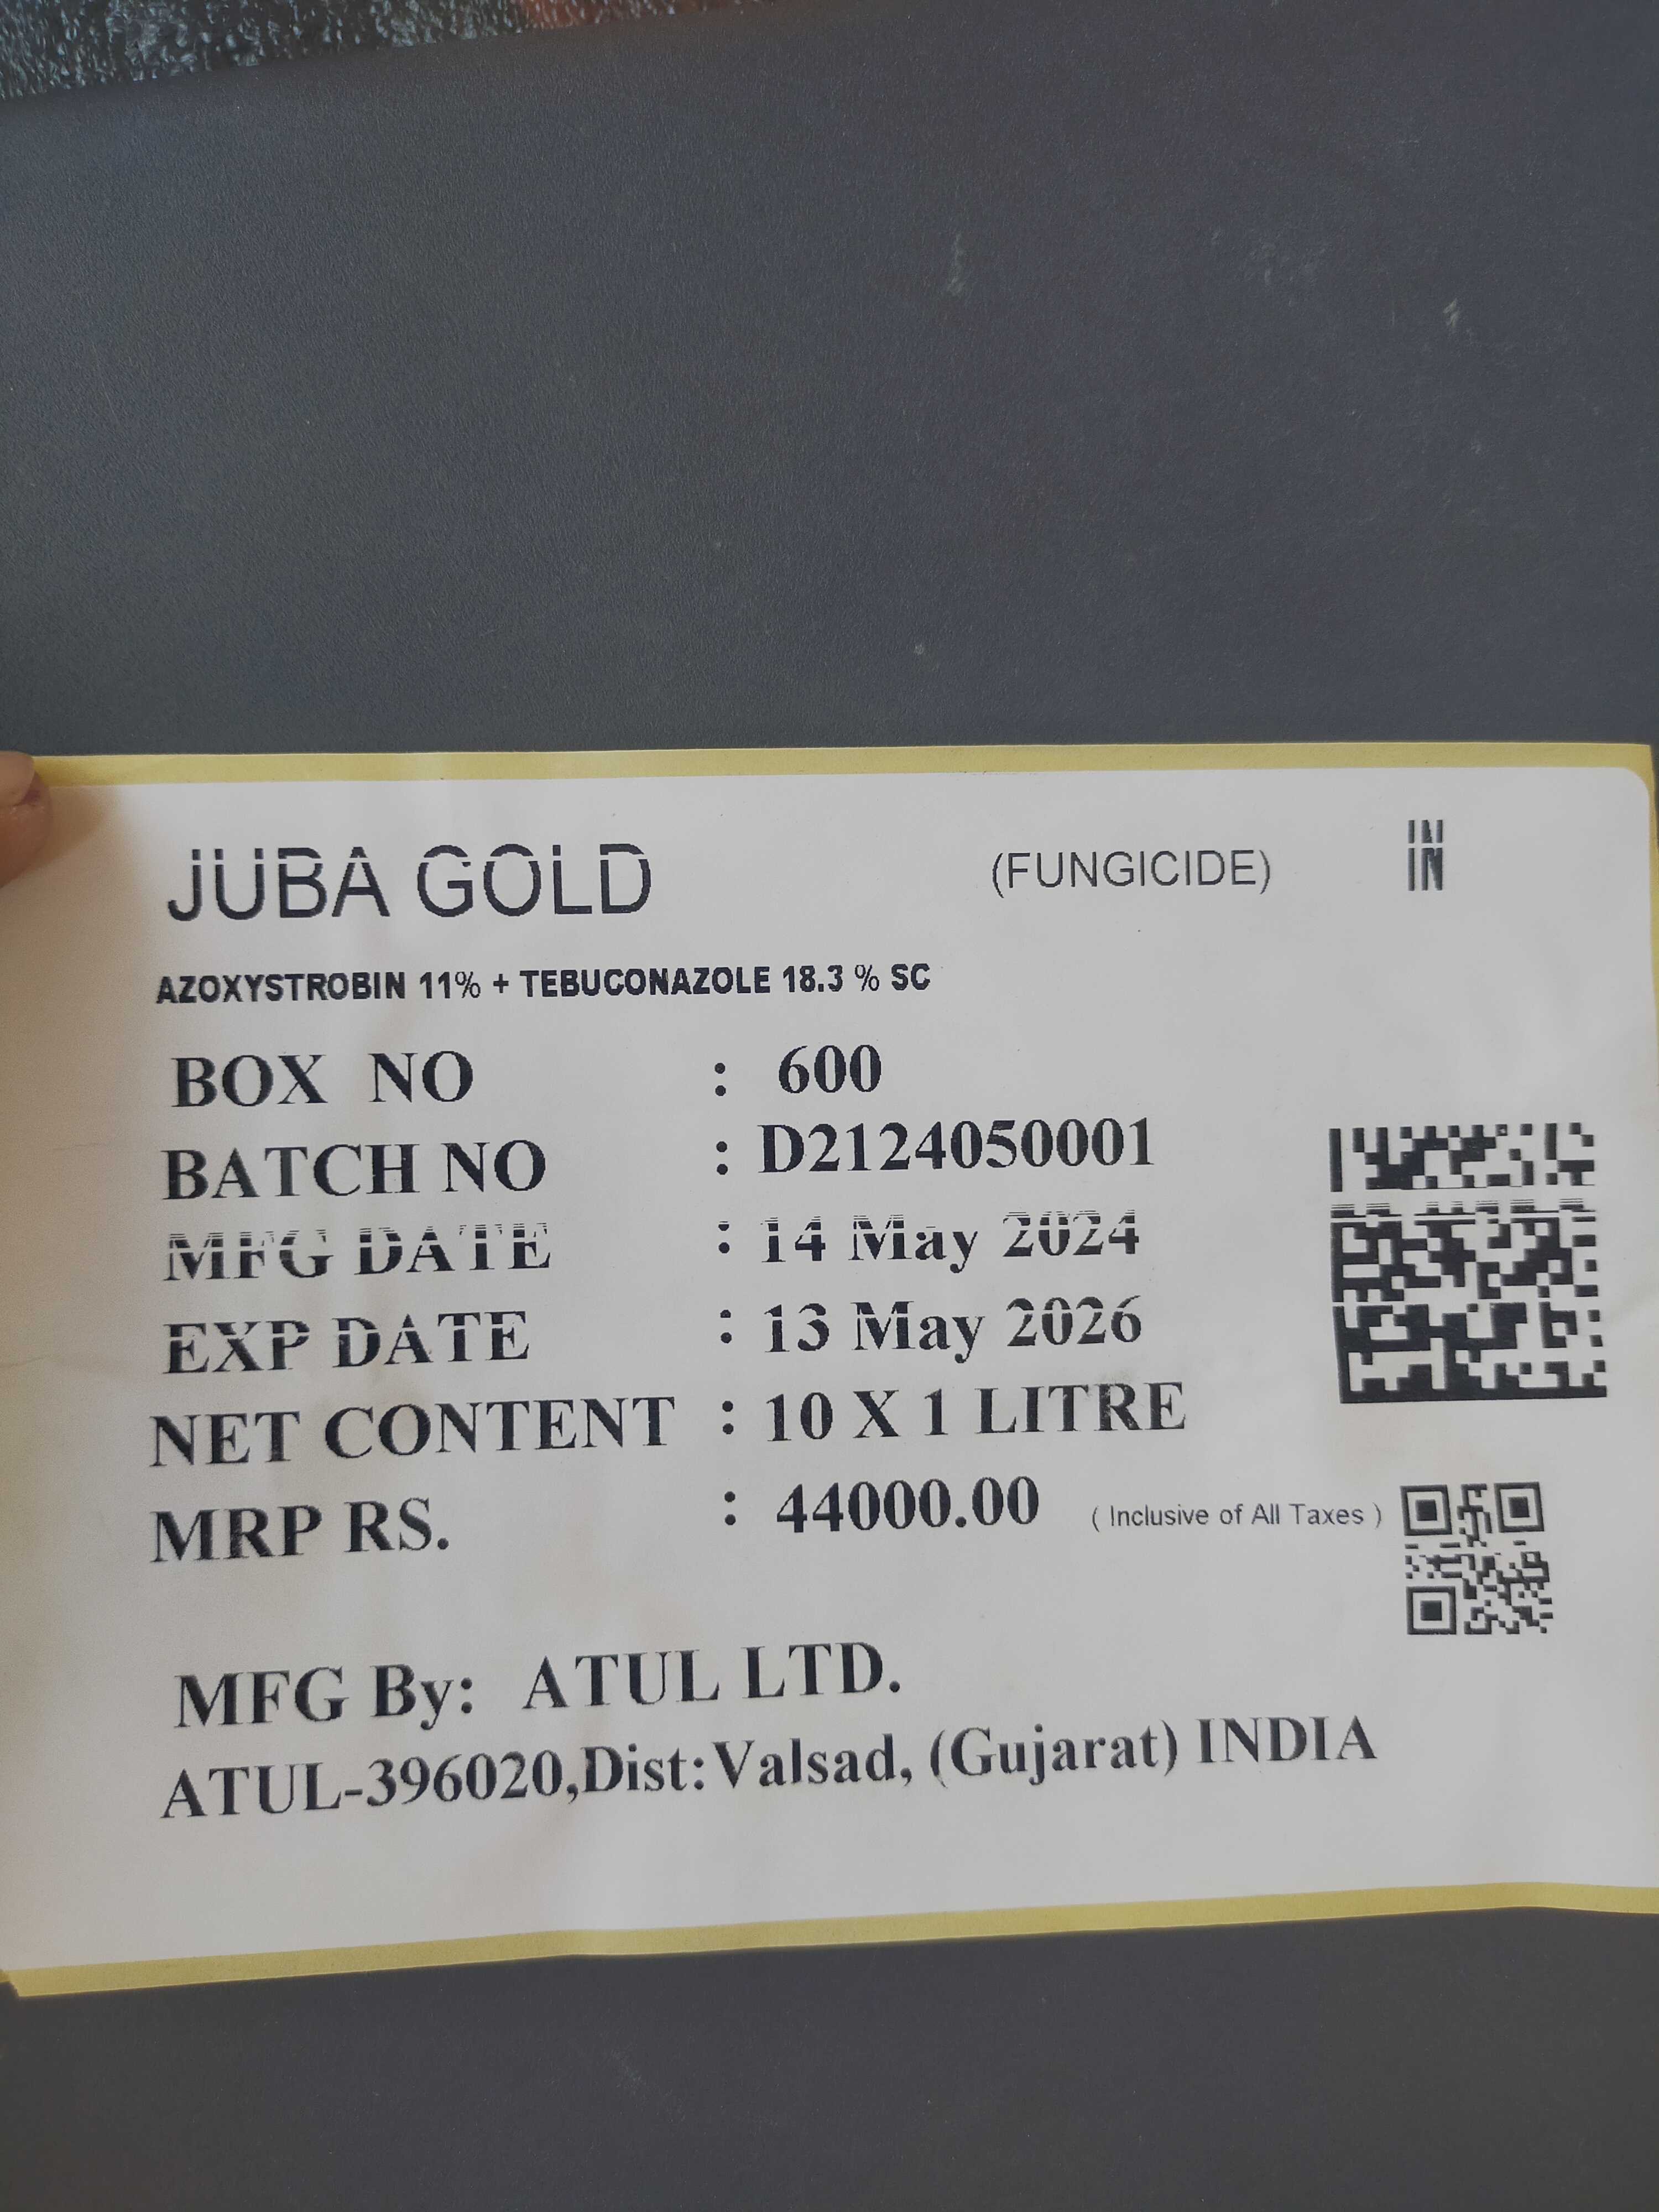 JUBA GOLD (FUNGICIDE) IN
AZOXYSTROBIN 11% + TEBUCONAZOLE 18.3 % SC
BOX NO : 600
BATCH NO : D2124050001
MFG DATE : 14 May 2024
EXP DATE : 13 May 2026
NET CONTENT : 10 X 1 LITRE
MRP RS. : 44000.00 ( Inclusive of All Taxes )
MFG By: ATUL LTD.
ATUL-396020,Dist:Valsad, (Gujarat) INDIA